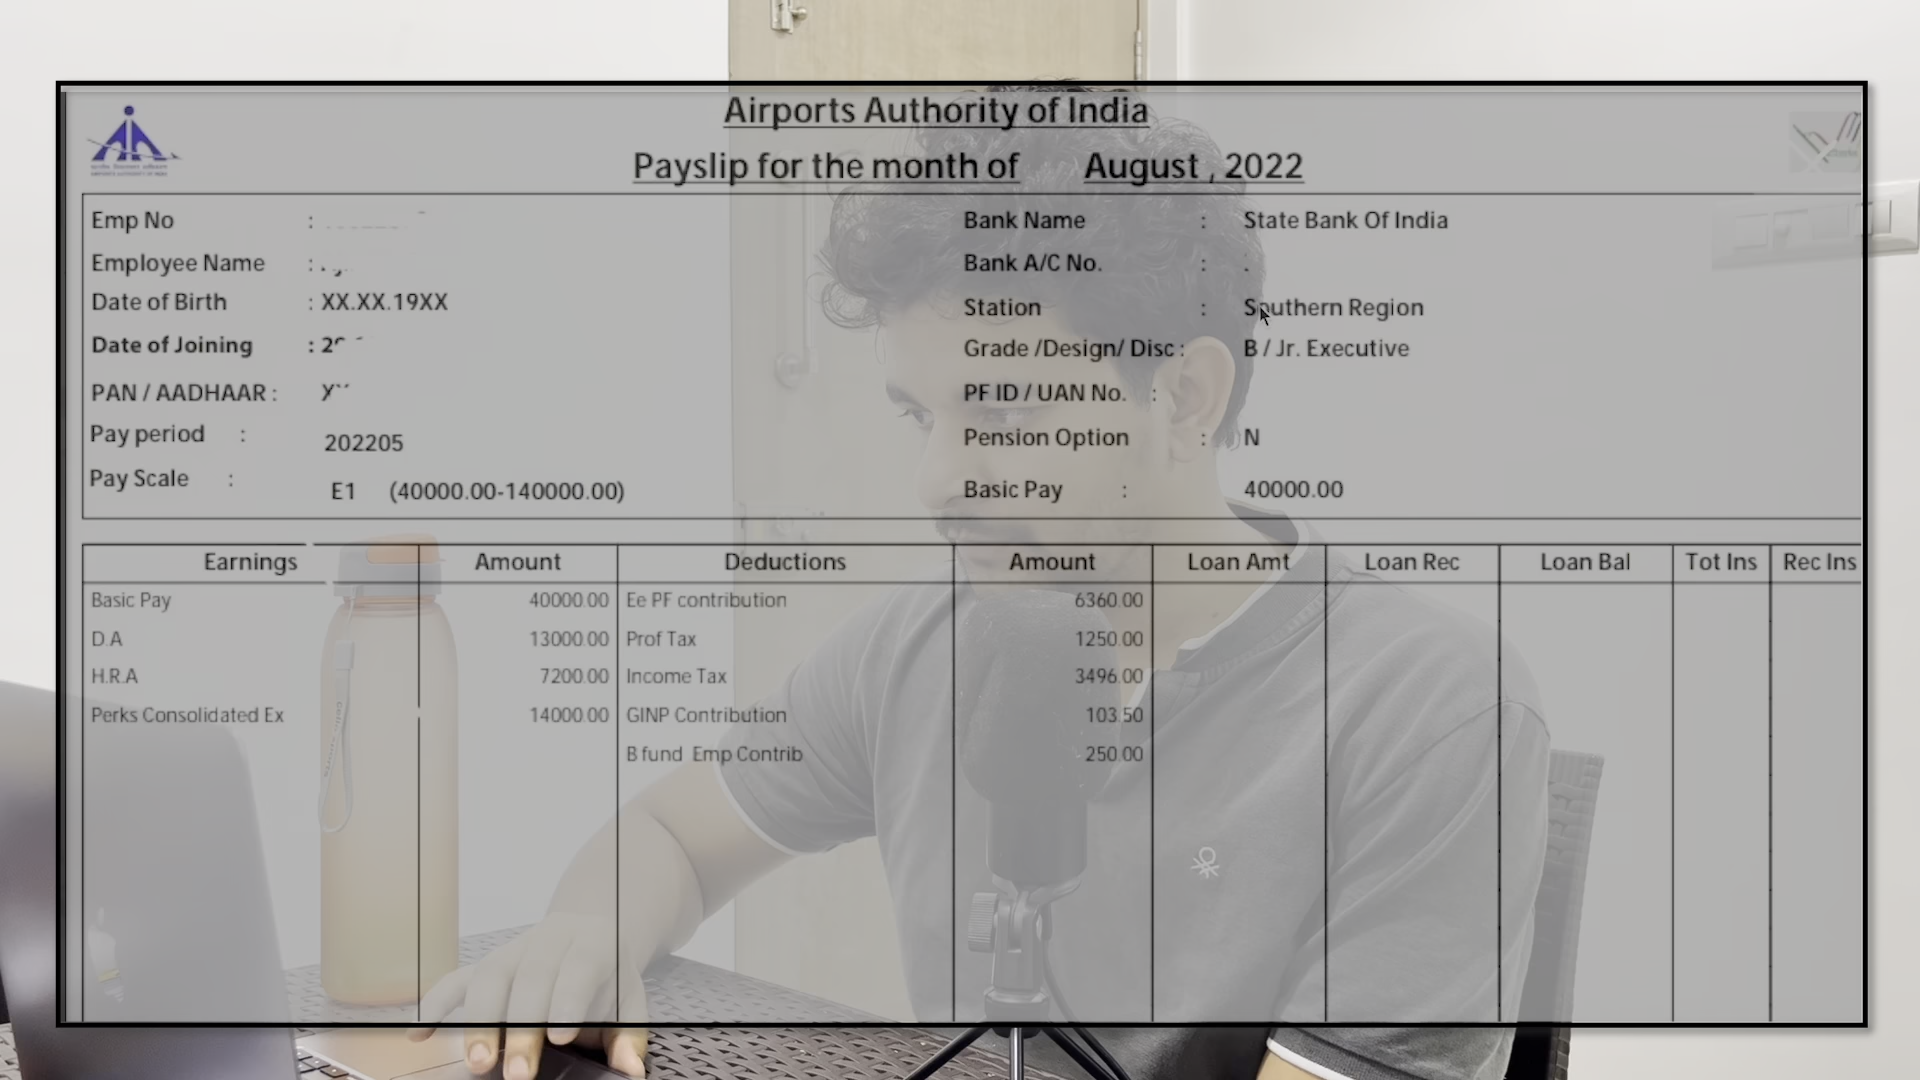 Airports Authority of India
Payslip for the month of August , 2022
Emp No :
Employee Name :
Date of Birth : XX.XX.19XX
Date of Joining :
PAN / AADHAAR :
Pay period : 202205
Pay Scale : E1 (40000.00-140000.00)
Bank Name : State Bank Of India
Bank A/C No. :
Station : Southern Region
Grade /Design/ Disc : B / Jr. Executive
PF ID / UAN No. :
Pension Option : N
Basic Pay : 40000.00
Earnings Amount Deductions Amount Loan Amt Loan Rec Loan Bal Tot Ins Rec Ins
Basic Pay 40000.00 Ee PF contribution 6360.00
D.A 13000.00 Prof Tax 1250.00
H.R.A 7200.00 Income Tax 3496.00
Perks Consolidated Ex 14000.00 GINP Contribution 103.50
B fund Emp Contrib 250.00